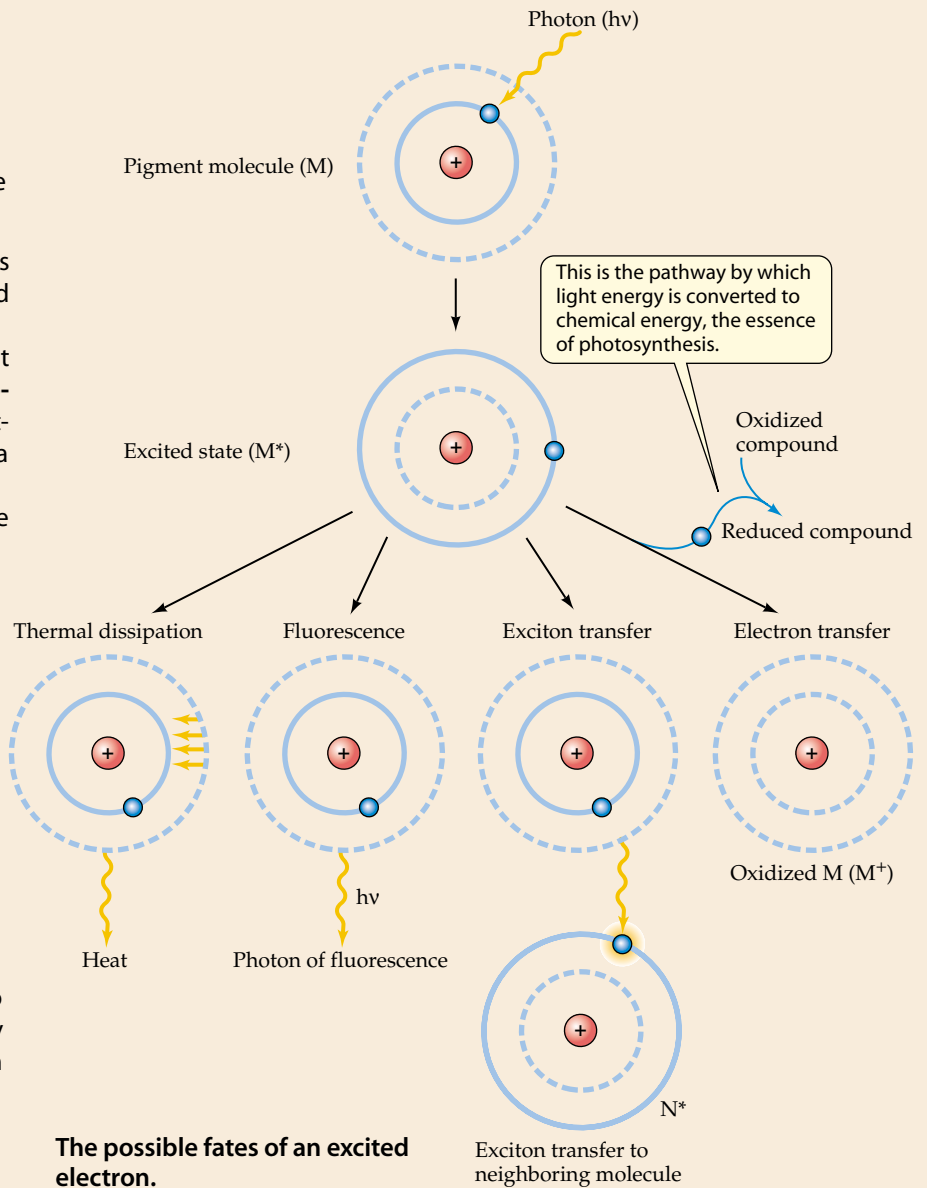 Photon (hν)
Pigment molecule (M)
e
s
d
This is the pathway by which
light energy is converted to
chemical energy, the essence
of photosynthesis.
t
-
-
a
e
Excited state (M*)
Oxidized
compound
Reduced compound
Thermal dissipation
Fluorescence
Exciton transfer
Electron transfer
+
+
+
+
+
+
+
Oxidized M (M⁺)
hν
Heat
Photon of fluorescence
N*
Exciton transfer to
neighboring molecule
The possible fates of an excited
electron.